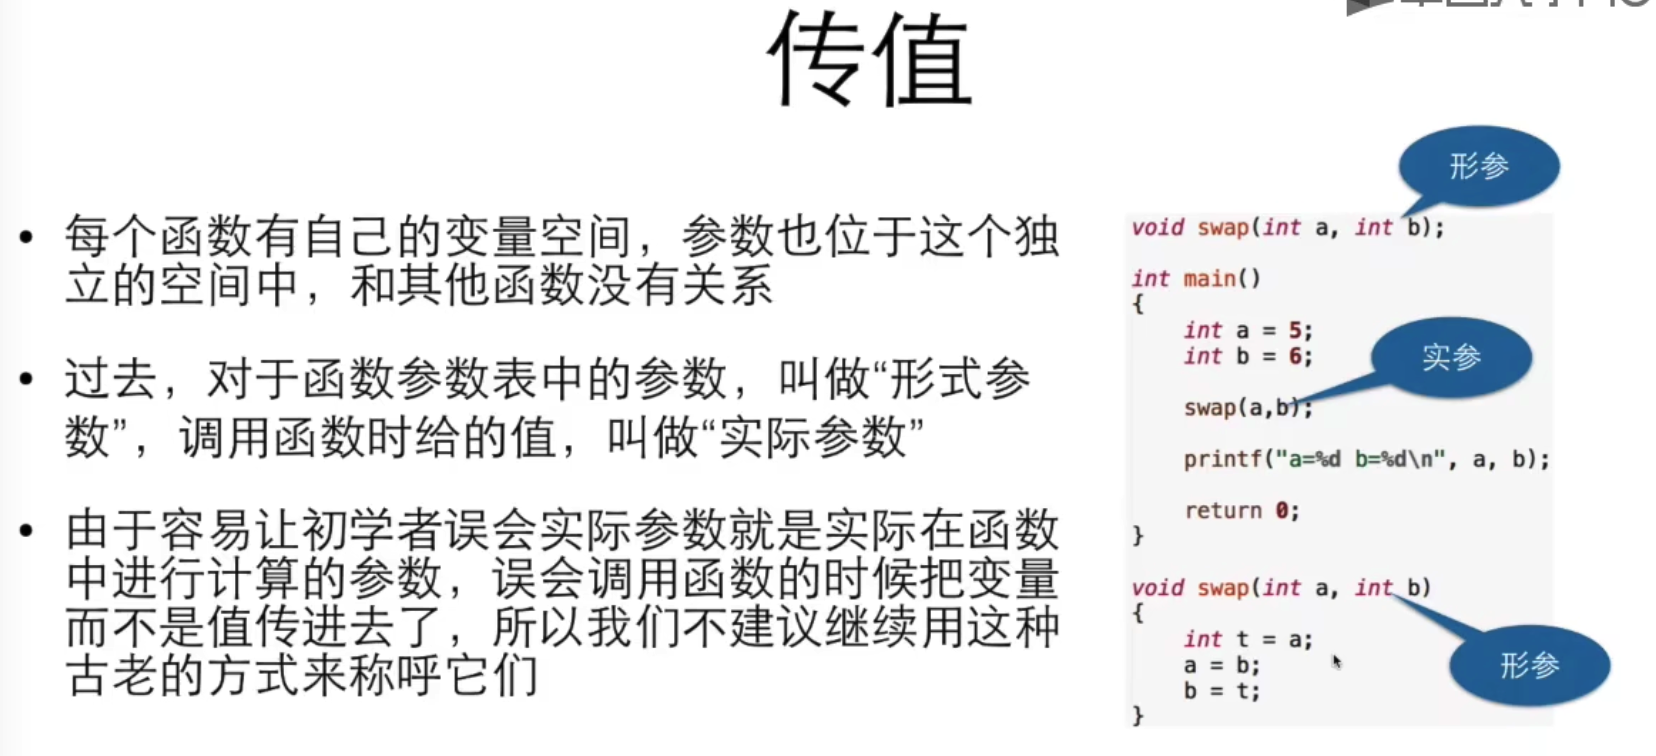 传值
每个函数有自己的变量空间，参数也位于这个独
立的空间中，和其他函数没有关系
过去，对于函数参数表中的参数，叫做“形式参
数”，调用函数时给的值，叫做“实际参数”
由于容易让初学者误会实际参数就是实际在函数
中进行计算的参数，误会调用函数的时候把变量
而不是值传进去了，所以我们不建议继续用这种
古老的方式来称呼它们
形参
void swap(int a, int b);
int main()
{
int a = 5;
int b = 6;
实参
swap(a,b);
printf("a=%d b=%d\n", a, b);
return 0;
}
void swap(int a, int b)
{
int t = a;
a = b;
b = t;
}
形参